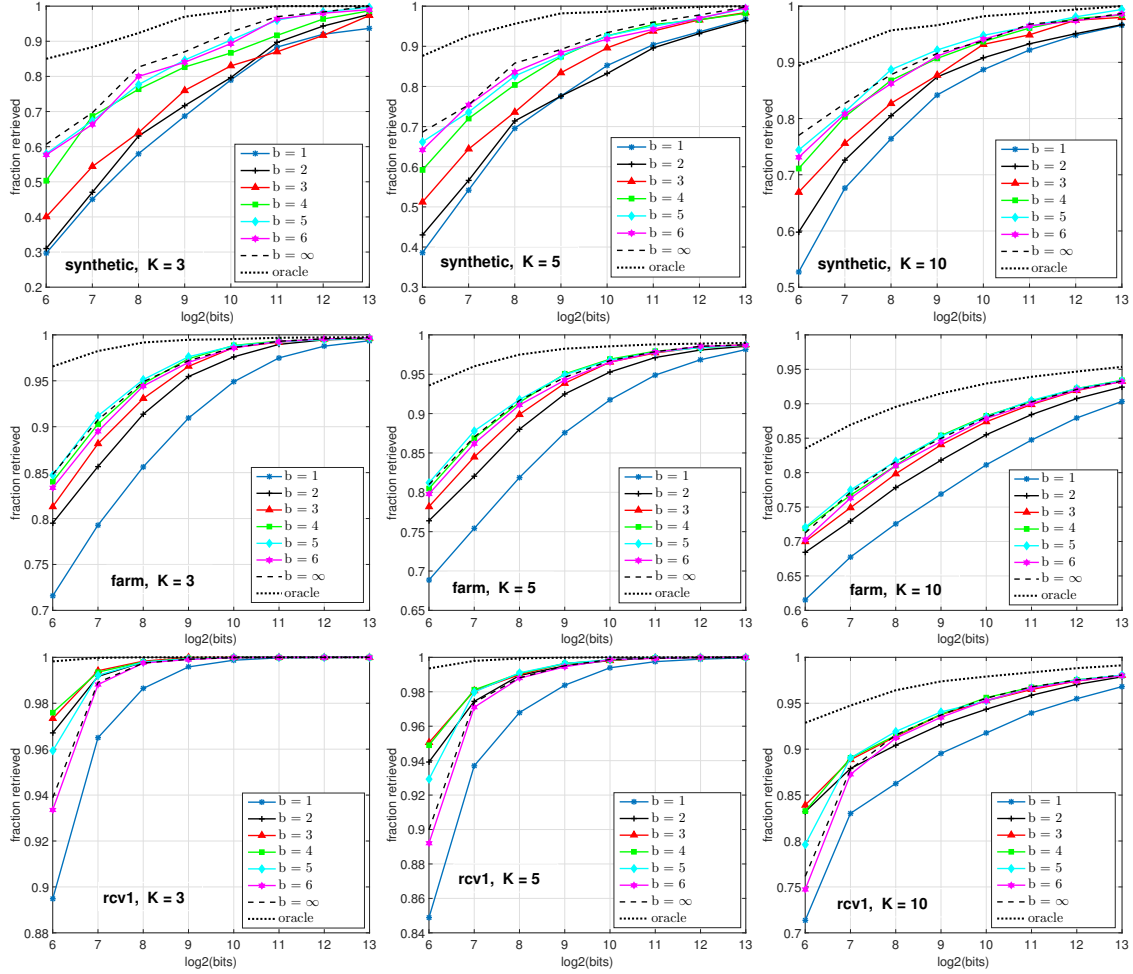 fraction retrieved
1
0.9
0.8
0.7
0.6
0.5
0.4
0.3
0.2
6 7 8 9 10 11 12 13
log2(bits)
synthetic, K = 3
b = 1
b = 2
b = 3
b = 4
b = 5
b = 6
b = ∞
oracle
fraction retrieved
1
0.9
0.8
0.7
0.6
0.5
0.4
0.3
6 7 8 9 10 11 12 13
log2(bits)
synthetic, K = 5
b = 1
b = 2
b = 3
b = 4
b = 5
b = 6
b = ∞
oracle
fraction retrieved
1
0.9
0.8
0.7
0.6
0.5
6 7 8 9 10 11 12 13
log2(bits)
synthetic, K = 10
b = 1
b = 2
b = 3
b = 4
b = 5
b = 6
b = ∞
oracle
fraction retrieved
1
0.95
0.9
0.85
0.8
0.75
0.7
6 7 8 9 10 11 12 13
log2(bits)
farm, K = 3
b = 1
b = 2
b = 3
b = 4
b = 5
b = 6
b = ∞
oracle
fraction retrieved
1
0.95
0.9
0.85
0.8
0.75
0.7
0.65
6 7 8 9 10 11 12 13
log2(bits)
farm, K = 5
b = 1
b = 2
b = 3
b = 4
b = 5
b = 6
b = ∞
oracle
fraction retrieved
1
0.95
0.9
0.85
0.8
0.75
0.7
0.65
0.6
6 7 8 9 10 11 12 13
log2(bits)
farm, K = 10
b = 1
b = 2
b = 3
b = 4
b = 5
b = 6
b = ∞
oracle
fraction retrieved
1
0.98
0.96
0.94
0.92
0.9
0.88
6 7 8 9 10 11 12 13
log2(bits)
rcv1, K = 3
b = 1
b = 2
b = 3
b = 4
b = 5
b = 6
b = ∞
oracle
fraction retrieved
1
0.98
0.96
0.94
0.92
0.9
0.88
0.86
0.84
6 7 8 9 10 11 12 13
log2(bits)
rcv1, K = 5
b = 1
b = 2
b = 3
b = 4
b = 5
b = 6
b = ∞
oracle
fraction retrieved
1
0.95
0.9
0.85
0.8
0.75
0.7
6 7 8 9 10 11 12 13
log2(bits)
rcv1, K = 10
b = 1
b = 2
b = 3
b = 4
b = 5
b = 6
b = ∞
oracle